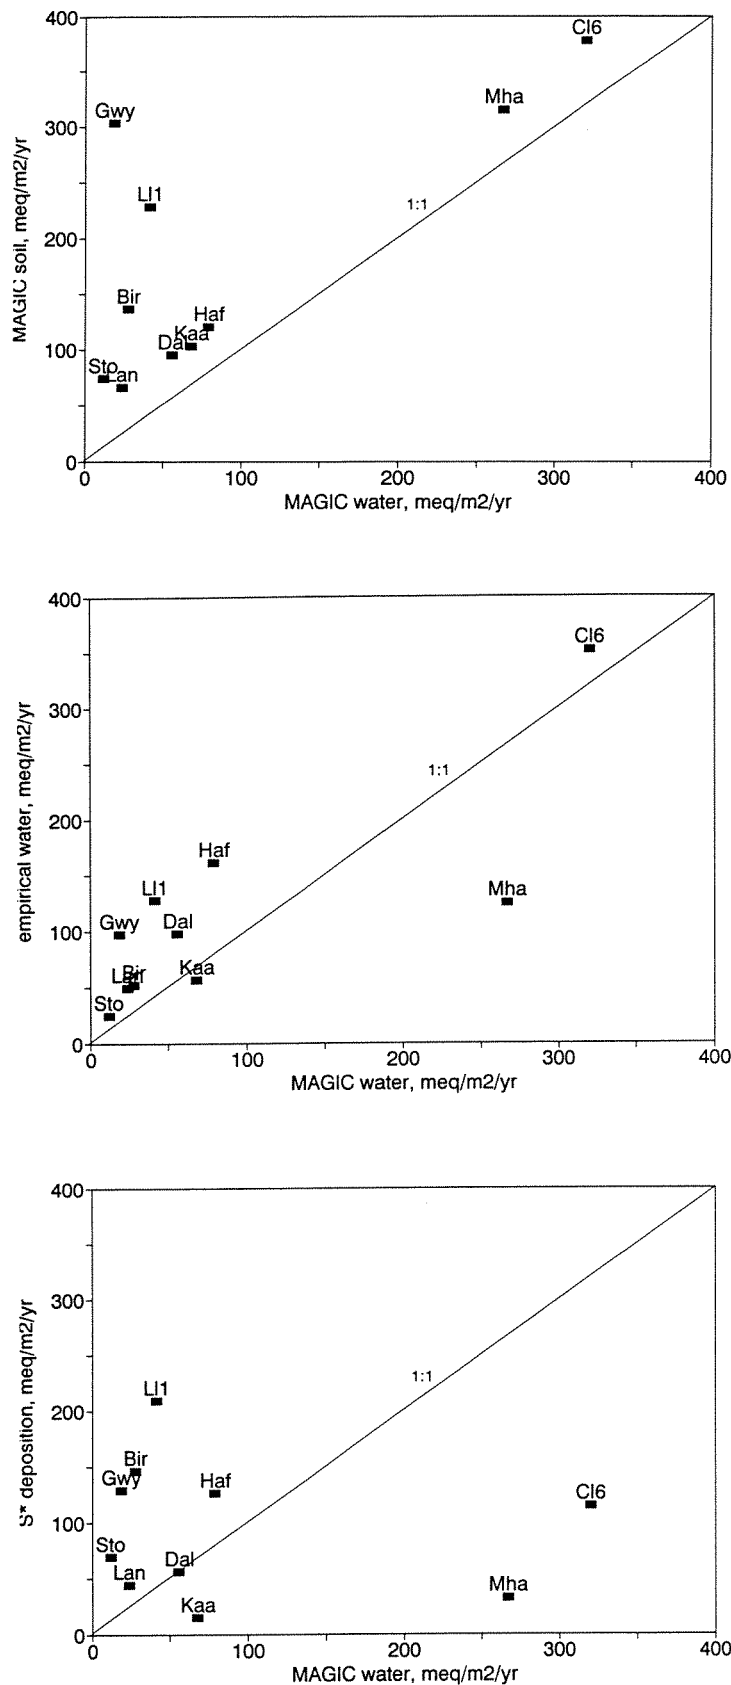 400
Cl6
Mha
Gwy
300
Ll1
1:1
200
MAGIC soil, meq/m2/yr
Bir
Haf
Kaa
Dal
100
Sto
Lan
0
0 100 200 300 400
MAGIC water, meq/m2/yr
400
Cl6
300
1:1
200
empirical water, meq/m2/yr
Haf
Ll1
Mha
Gwy
Dal
100
Bir
Lan
Kaa
Sto
0
0 100 200 300 400
MAGIC water, meq/m2/yr
400
300
1:1
Ll1
200
S* deposition, meq/m2/yr
Bir
Gwy
Haf
Cl6
100
Sto
Dal
Lan
Mha
Kaa
0
0 100 200 300 400
MAGIC water, meq/m2/yr